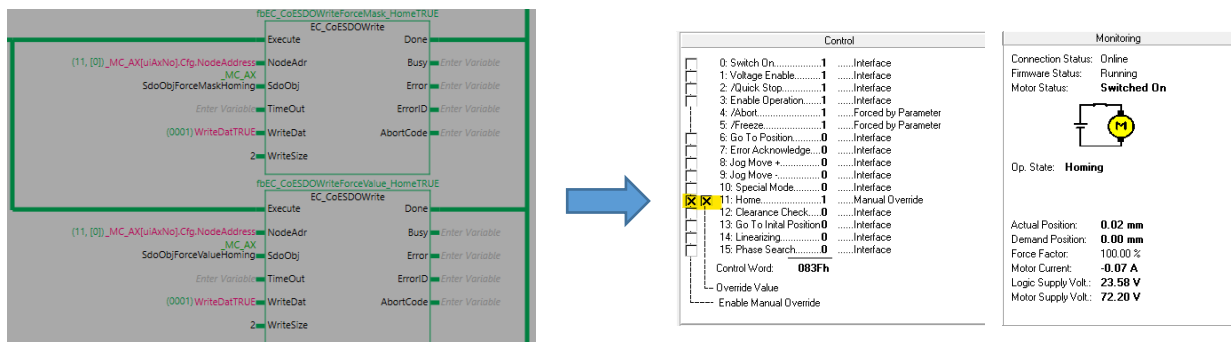 fbEC_CoESDOWriteForceMask_HomeTRUE
EC_CoESDOWrite
Execute Done
(11, [0])_MC_AX[uiAxNo].Cfg.NodeAddress NodeAdr Busy Enter Variable
_MC_AX
SdoObjForceMaskHoming SdoObj Error Enter Variable
Enter Variable TimeOut ErrorID Enter Variable
(0001) WriteDatTRUE WriteDat AbortCode Enter Variable
2 WriteSize
fbEC_CoESDOWriteForceValue_HomeTRUE
EC_CoESDOWrite
Execute Done
(11, [0])_MC_AX[uiAxNo].Cfg.NodeAddress NodeAdr Busy Enter Variable
_MC_AX
SdoObjForceValueHoming SdoObj Error Enter Variable
Enter Variable TimeOut ErrorID Enter Variable
(0001) WriteDatTRUE WriteDat AbortCode Enter Variable
2 WriteSize
Control
0: Switch On................1 ......Interface
1: Voltage Enable.........1 ......Interface
2: /Quick Stop..............1 ......Interface
3: Enable Operation......1 ......Interface
4: /Abort.......................1 ......Forced by Parameter
5: /Freeze....................1 ......Forced by Parameter
6: Go To Position.........0 ......Interface
7: Error Acknowledge...0 ......Interface
8: Jog Move +..............0 ......Interface
9: Jog Move -...............0 ......Interface
10: Special Mode.........0 ......Interface
11: Home.....................1 ......Manual Override
12: Clearance Check....0 ......Interface
13: Go To Inital Position0 ......Interface
14: Linearizing..............0 ......Interface
15: Phase Search.........0 ......Interface
Control Word: 083Fh
Override Value
Enable Manual Override
Monitoring
Connection Status: Online
Firmware Status: Running
Motor Status: Switched On
M
Op. State: Homing
Actual Position: 0.02 mm
Demand Position: 0.00 mm
Force Factor: 100.00 %
Motor Current: -0.07 A
Logic Supply Volt.: 23.58 V
Motor Supply Volt.: 72.20 V